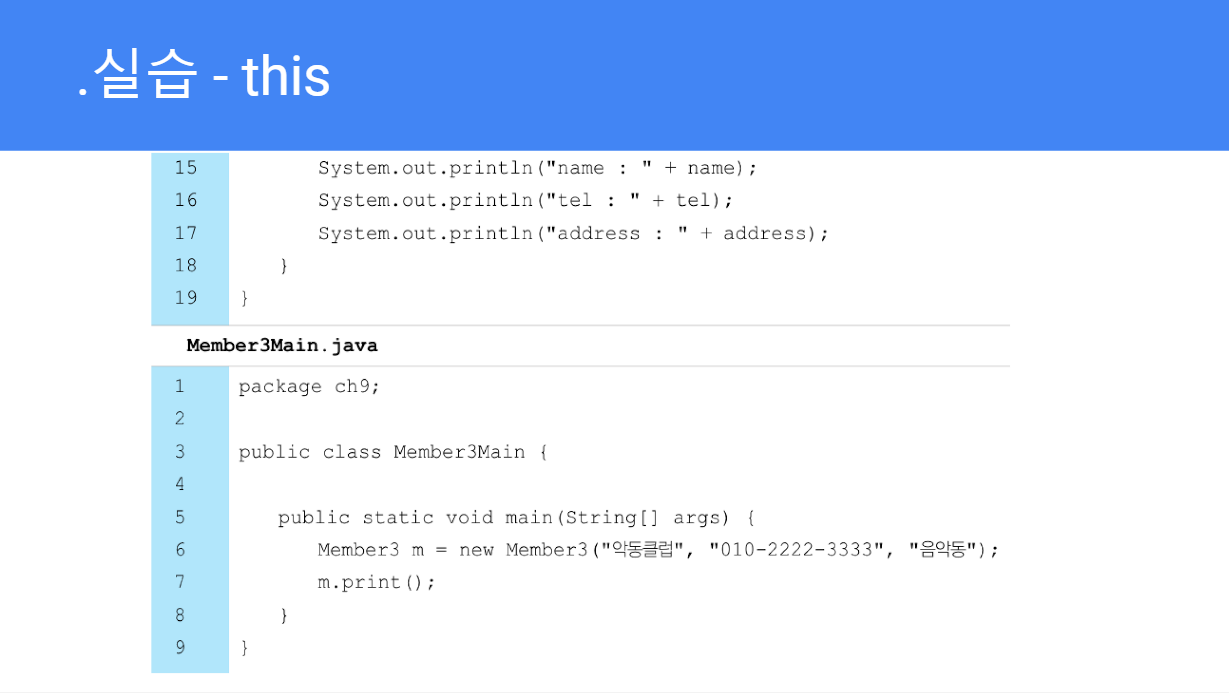 .실습 - this
15 System.out.println("name : " + name);
16 System.out.println("tel : " + tel);
17 System.out.println("address : " + address);
18 }
19 }
Member3Main.java
1 package ch9;
2
3 public class Member3Main {
4
5 public static void main(String[] args) {
6 Member3 m = new Member3("악동클럽", "010-2222-3333", "음악동");
7 m.print();
8 }
9 }